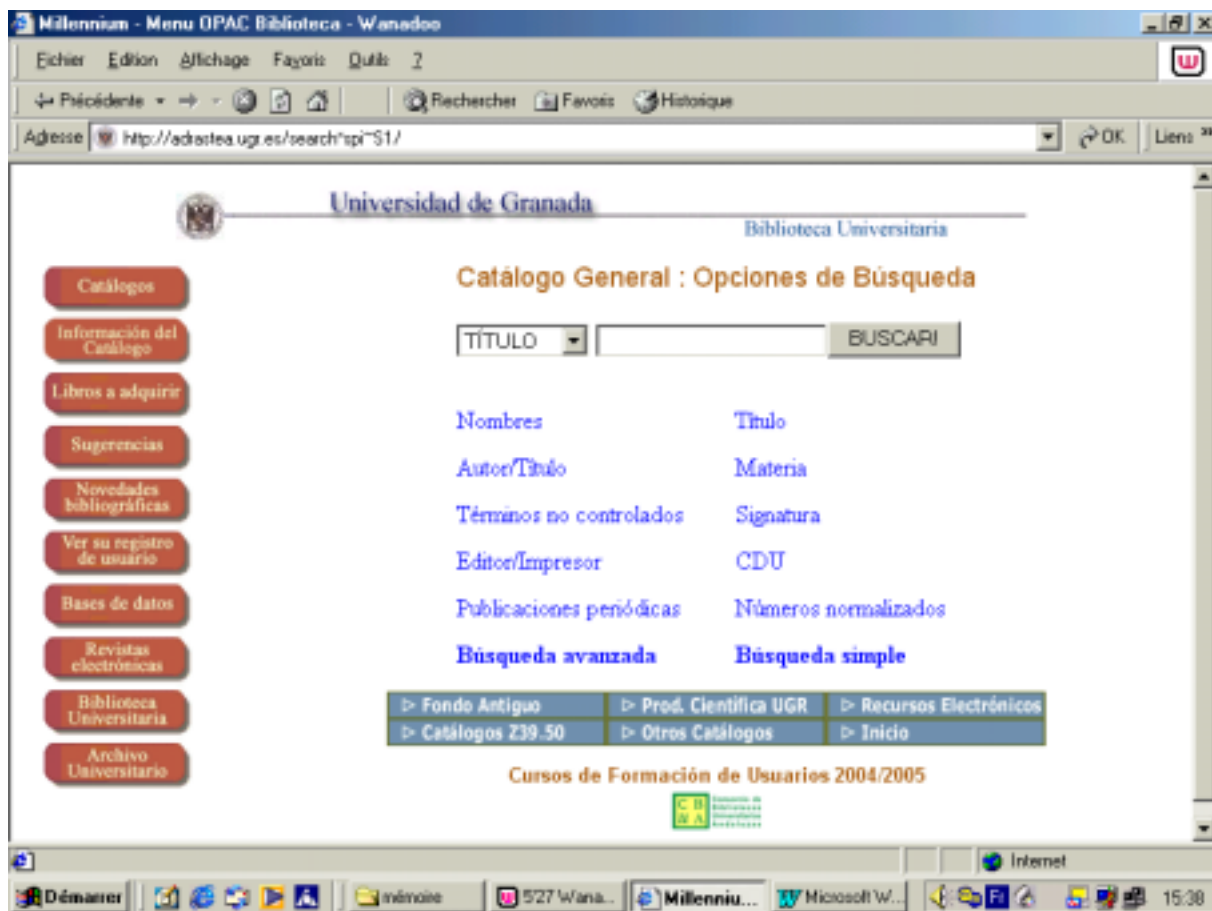 Millennium - Menu OPAC Biblioteca - Wanadoo
Fichier Edition Affichage Favoris Outils ?
Précédente Rechercher Favoris Historique
Adresse http://adrastea.ugr.es/search*spi~S1/ OK Liens »
Universidad de Granada
Biblioteca Universitaria
Catálogos
Información del
Catálogo
Libros a adquirir
Sugerencias
Novedades
bibliográficas
Ver su registro
de usuario
Bases de datos
Revistas
electrónicas
Biblioteca
Universitaria
Archivo
Universitario
Catálogo General : Opciones de Búsqueda
TÍTULO BUSCAR!
Nombres Título
Autor/Título Materia
Términos no controlados Signatura
Editor/Impresor CDU
Publicaciones periódicas Números normalizados
Búsqueda avanzada Búsqueda simple
▷ Fondo Antiguo ▷ Prod. Científica UGR ▷ Recursos Electrónicos
▷ Catálogos Z39.50 ▷ Otros Catálogos ▷ Inicio
Cursos de Formación de Usuarios 2004/2005
C B
U A
Internet
Démarrer mémoire 5'27 Wana... Millenniu... Microsoft W... FI 15:38